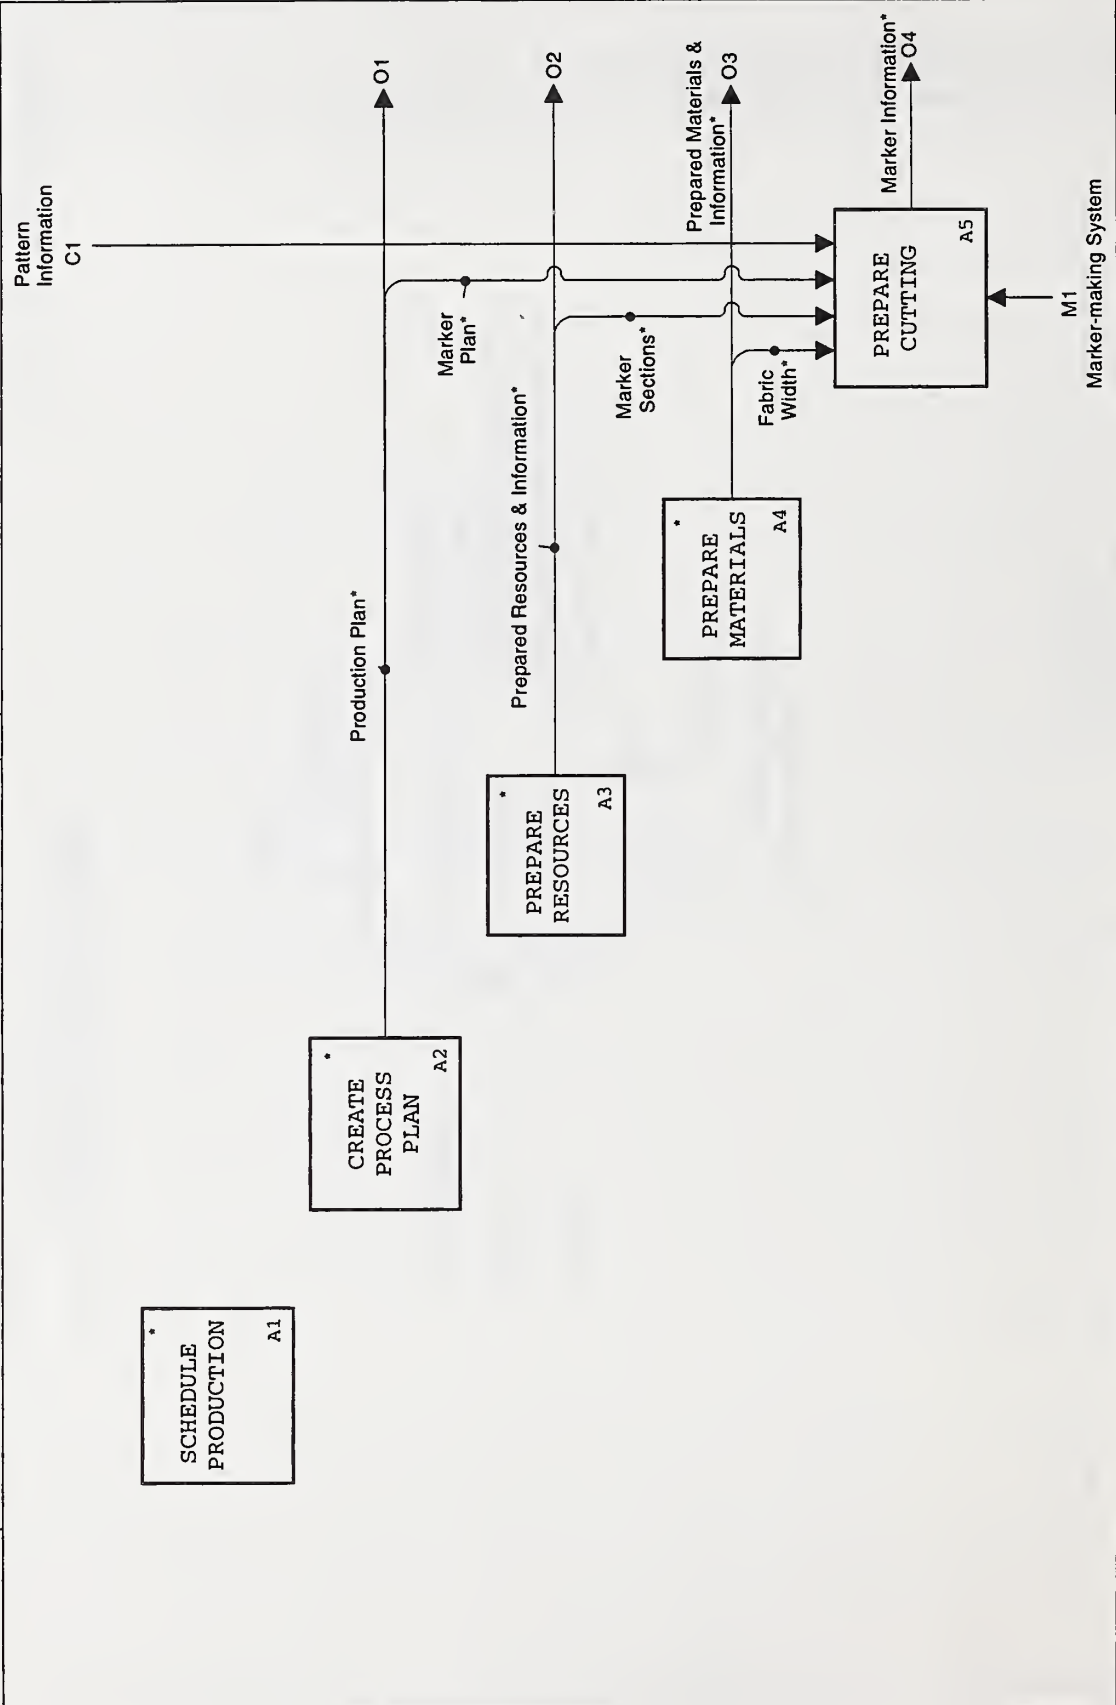 Pattern
Information
C1
SCHEDULE
PRODUCTION
*
A1
CREATE
PROCESS
PLAN
*
A2
Production Plan*
O1
Marker
Plan*
PREPARE
RESOURCES
*
A3
Prepared Resources & Information*
O2
Marker
Sections*
PREPARE
MATERIALS
*
A4
Prepared Materials &
Information*
O3
Fabric
Width*
PREPARE
CUTTING
A5
Marker Information*
O4
M1
Marker-making System